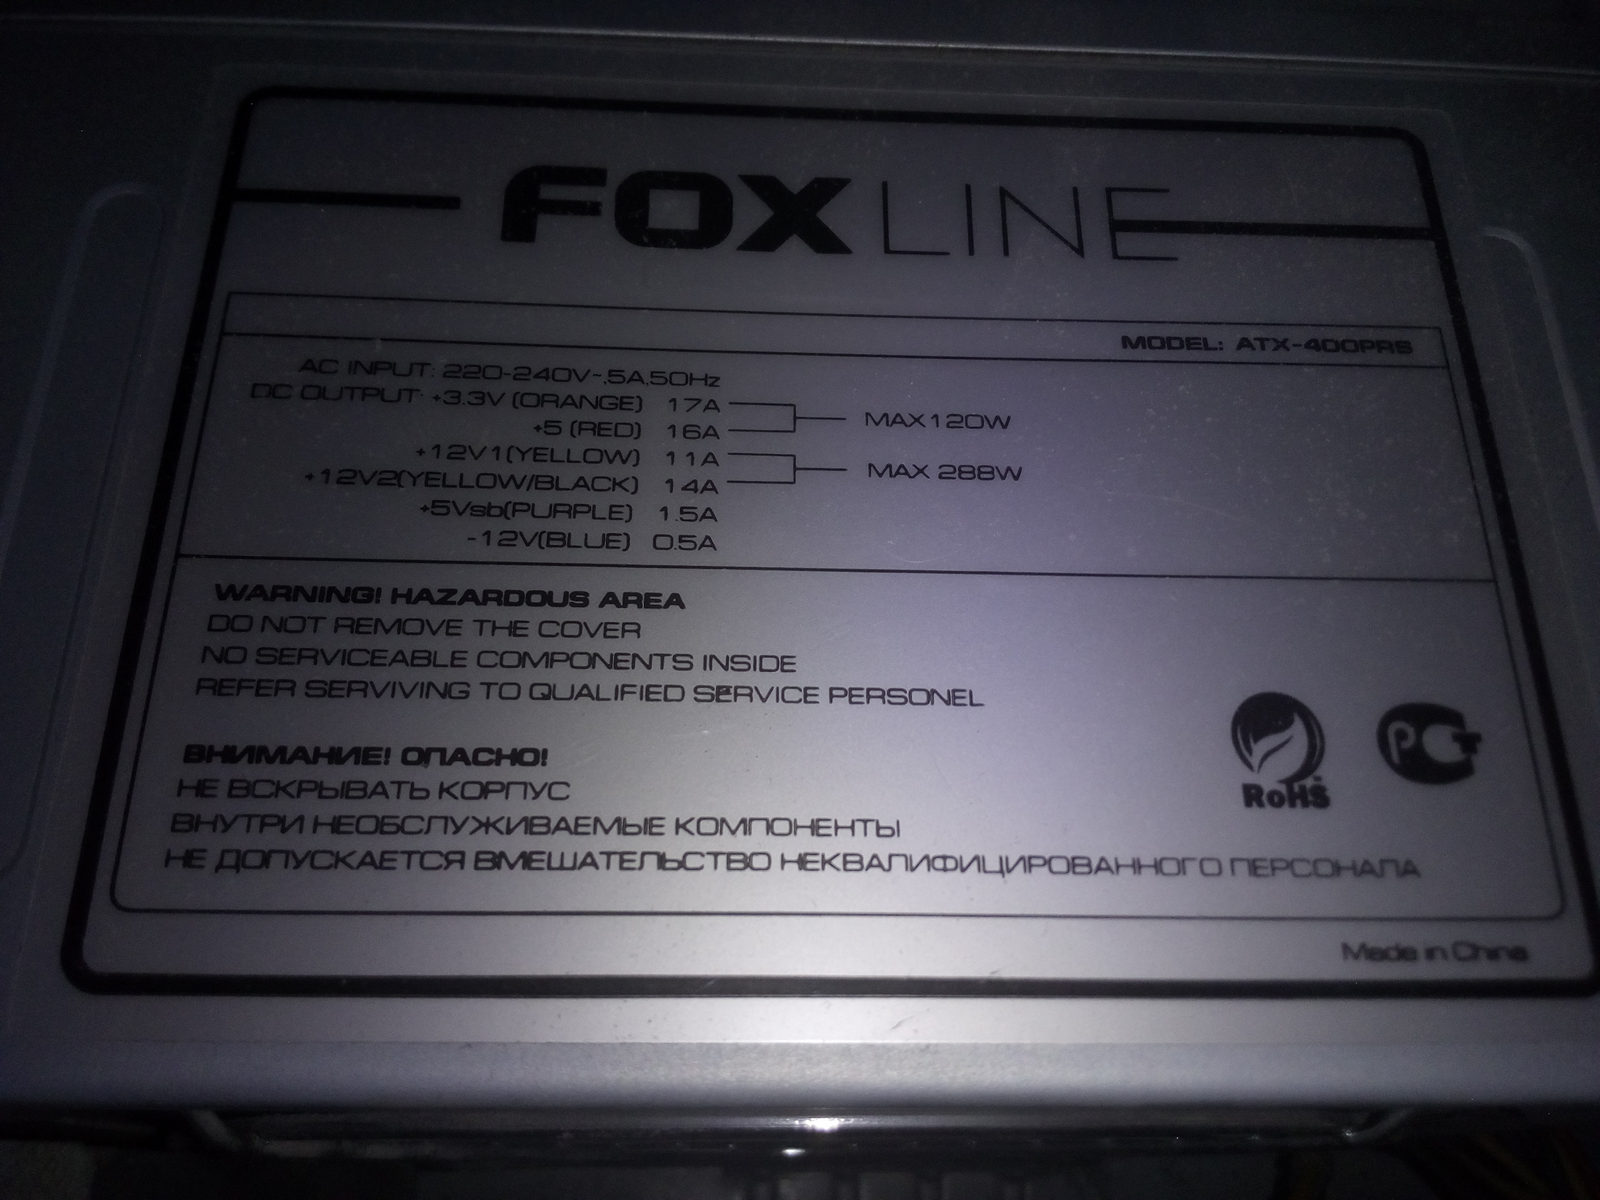 FOXLINE
MODEL: ATX-400PRS
AC INPUT: 220-240V~,5A,50Hz
DC OUTPUT: +3.3V (ORANGE) 17A
+5 (RED) 16A
MAX 120W
+12V1(YELLOW) 11A
+12V2(YELLOW/BLACK) 14A
MAX 288W
+5Vsb(PURPLE) 1.5A
-12V(BLUE) 0.5A
WARNING! HAZARDOUS AREA
DO NOT REMOVE THE COVER
NO SERVICEABLE COMPONENTS INSIDE
REFER SERVIVING TO QUALIFIED SERVICE PERSONEL
ВНИМАНИЕ! ОПАСНО!
НЕ ВСКРЫВАТЬ КОРПУС
ВНУТРИ НЕОБСЛУЖИВАЕМЫЕ КОМПОНЕНТЫ
НЕ ДОПУСКАЕТСЯ ВМЕШАТЕЛЬСТВО НЕКВАЛИФИЦИРОВАННОГО ПЕРСОНАЛА
RoHS
РСТ
Made in China